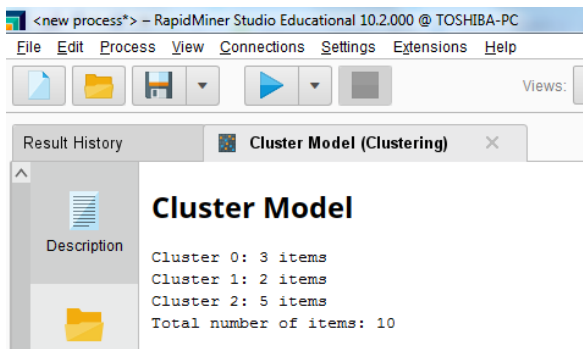 <new process*> – RapidMiner Studio Educational 10.2.000 @ TOSHIBA-PC
File Edit Process View Connections Settings Extensions Help
Views:
Result History Cluster Model (Clustering)
Description
Cluster Model
Cluster 0: 3 items
Cluster 1: 2 items
Cluster 2: 5 items
Total number of items: 10